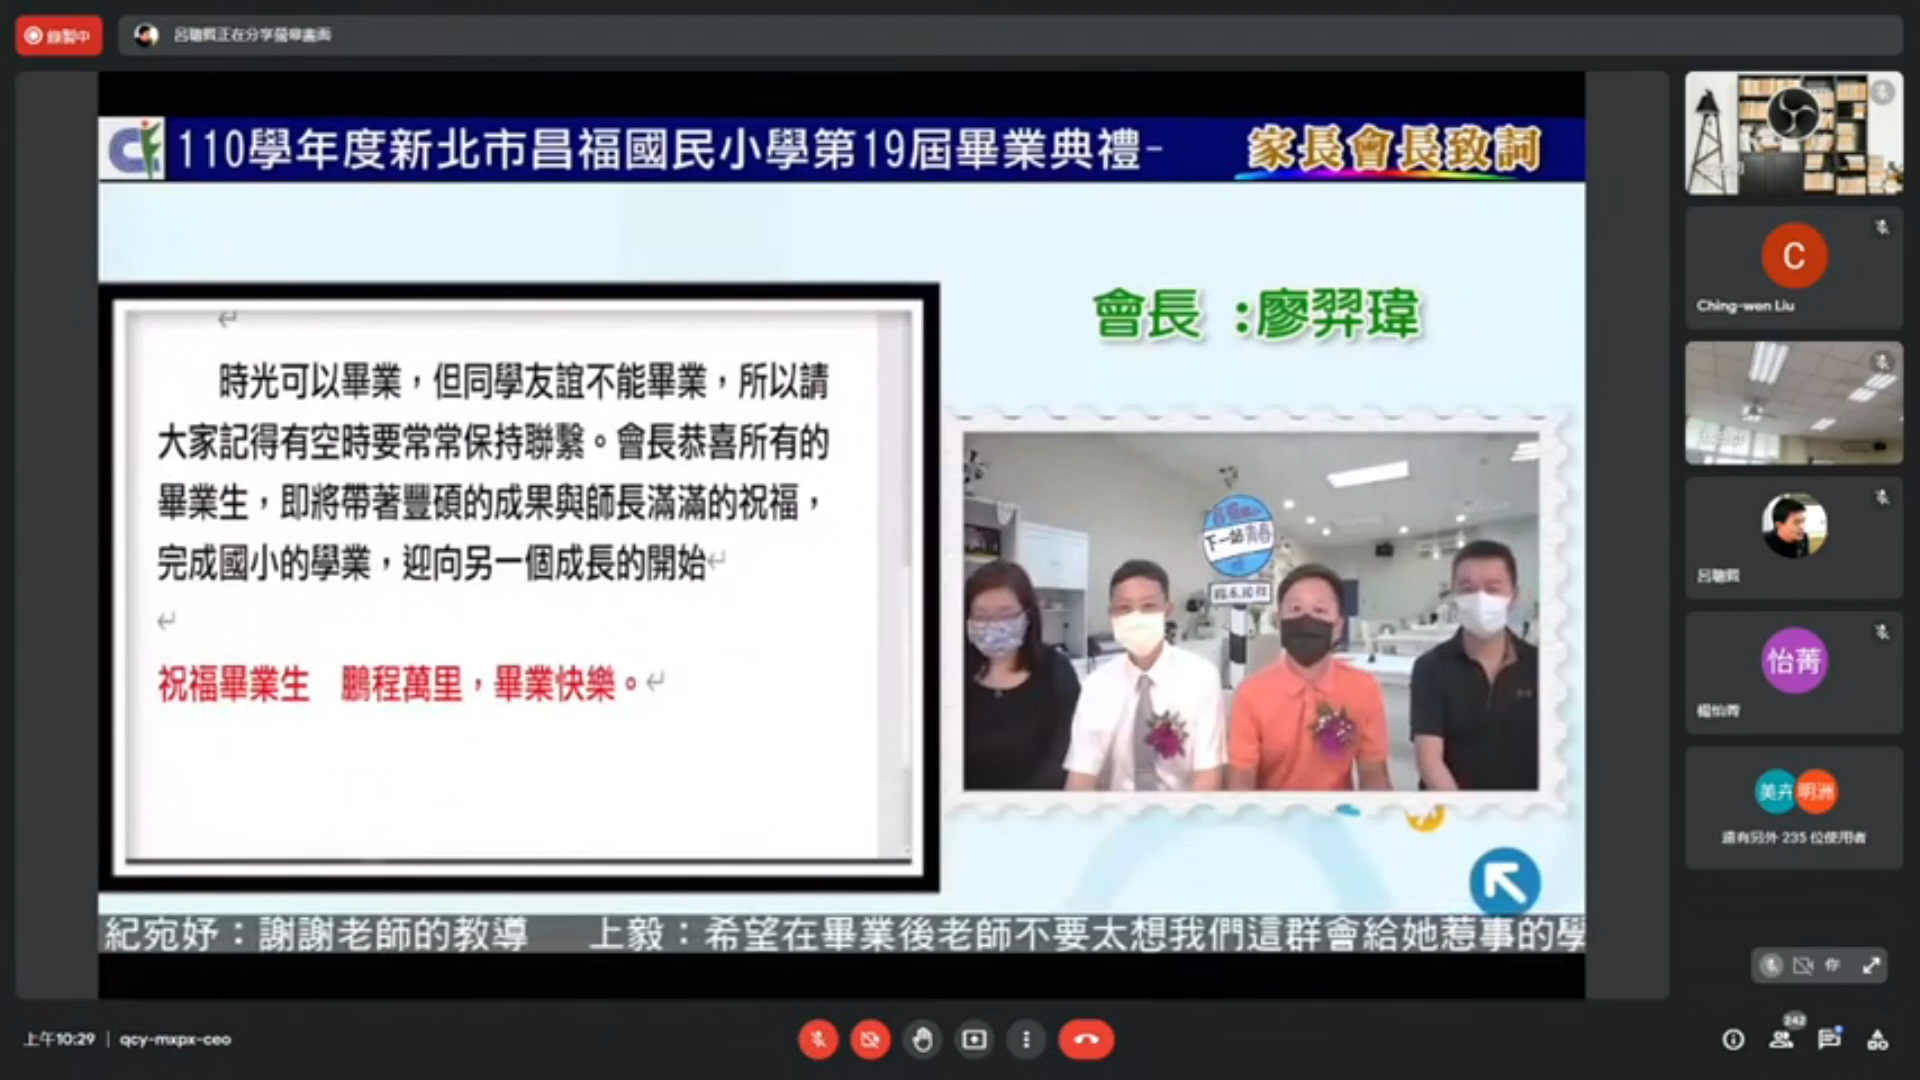 錄製中
呂聰賢正在分享螢幕畫面
110學年度新北市昌福國民小學第19屆畢業典禮-
家長會長致詞
會長 :廖羿瑋
時光可以畢業，但同學友誼不能畢業，所以請
大家記得有空時要常常保持聯繫。會長恭喜所有的
畢業生，即將帶著豐碩的成果與師長滿滿的祝福，
完成國小的學業，迎向另一個成長的開始
祝福畢業生 鵬程萬里，畢業快樂。
下一站青春
紀宛妤：謝謝老師的教導 上毅：希望在畢業後老師不要太想我們這群會給她惹事的學
C
Ching-wen Liu
呂聰賢
怡菁
楊怡菁
美卉 明洲
還有另外 235 位使用者
你
上午10:29 | qcy-mxpx-ceo
242